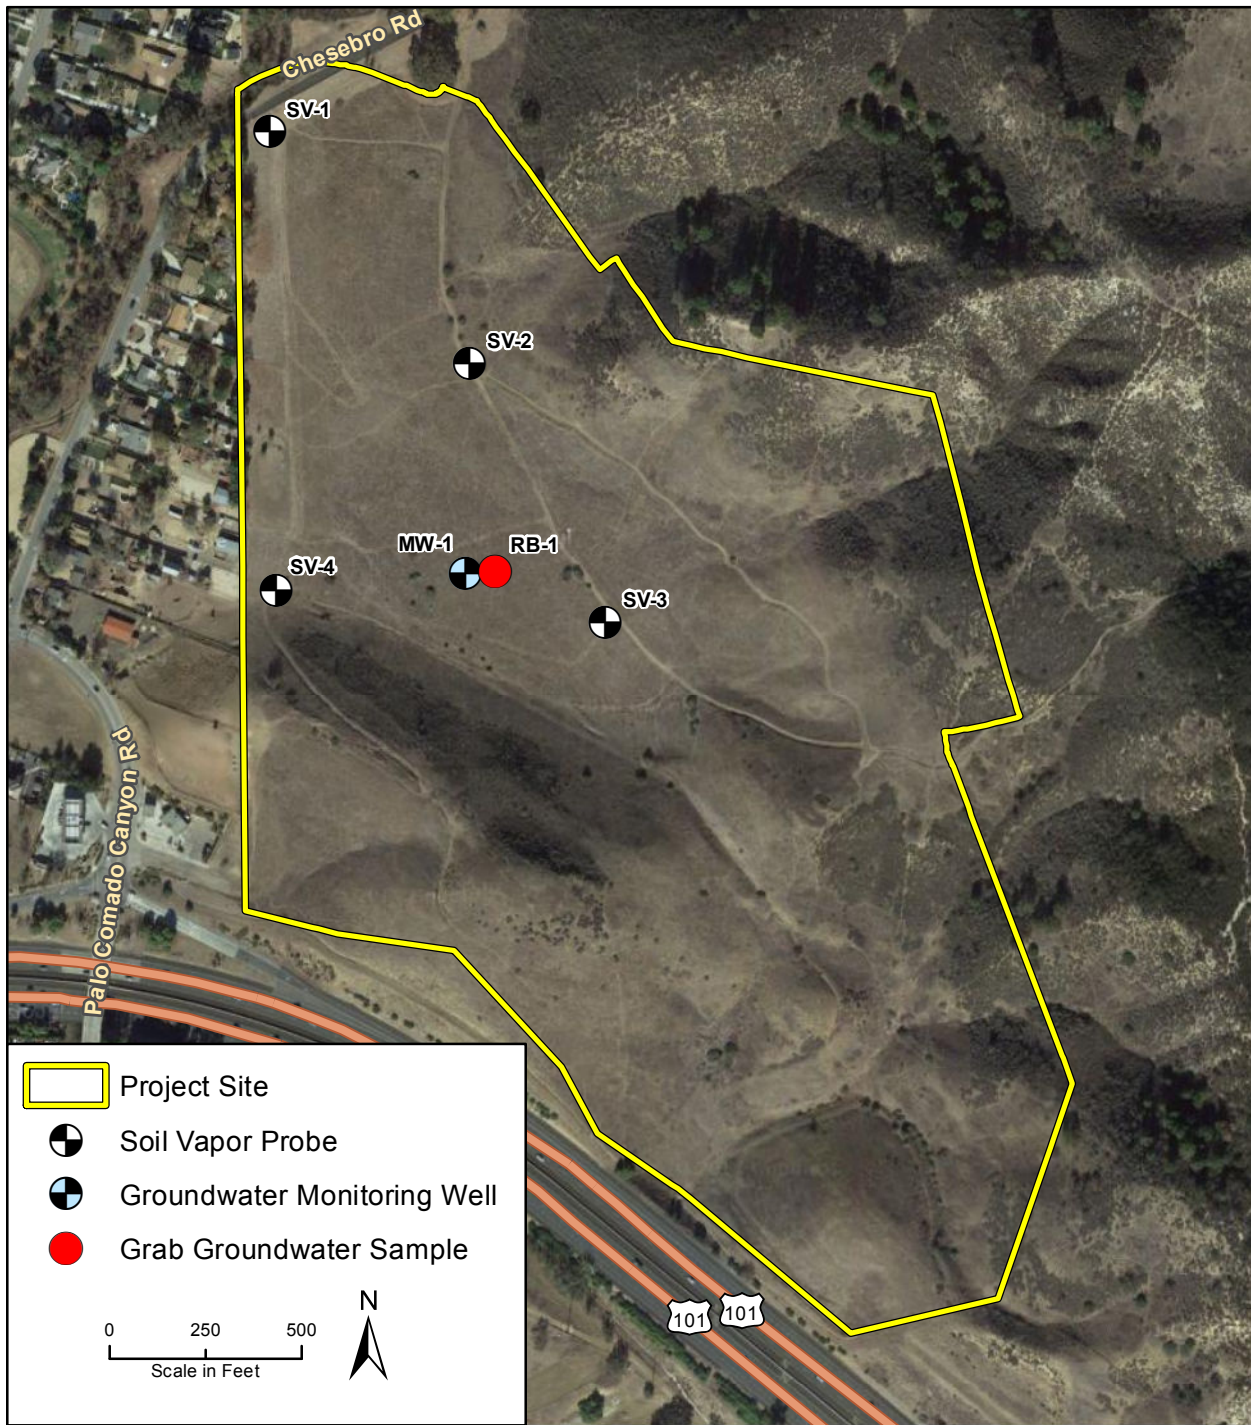 Chesebro Rd
SV-1
SV-2
MW-1
RB-1
SV-4
SV-3
Palo Comado Canyon Rd
Project Site
Soil Vapor Probe
Groundwater Monitoring Well
Grab Groundwater Sample
N
0 250 500
Scale in Feet
101
101